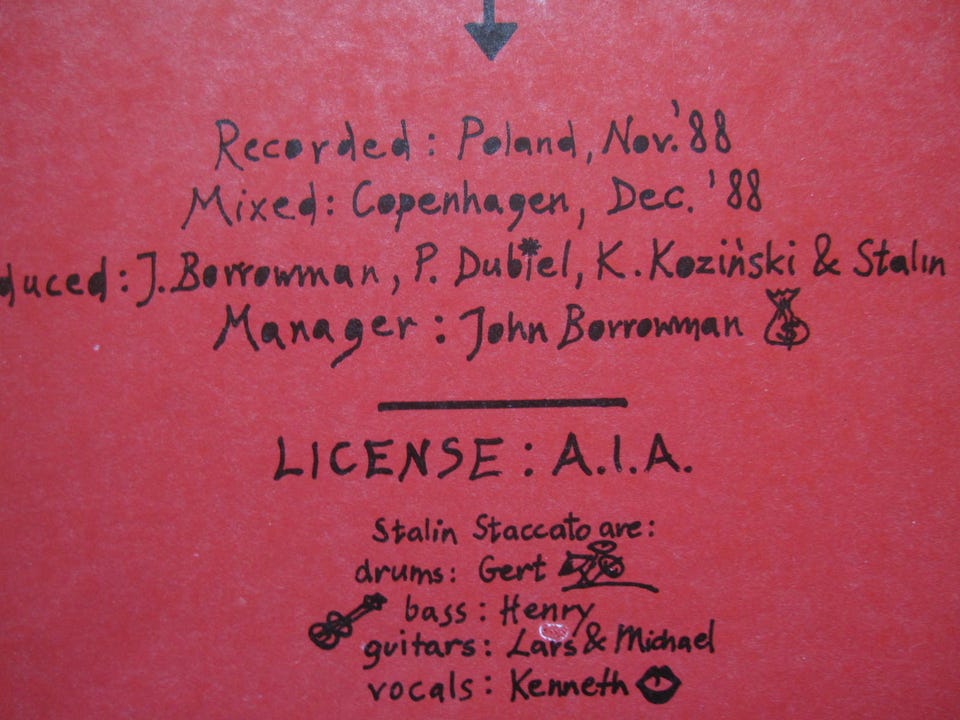 Recorded: Poland, Nov.'88
Mixed: Copenhagen, Dec. '88
duced: J. Borrowman, P. Dubiel, K. Koziński & Stalin
Manager: John Borrowman $
LICENSE: A.I.A.
Stalin Staccato are:
drums: Gert
bass: Henry
guitars: Lars & Michael
vocals: Kenneth